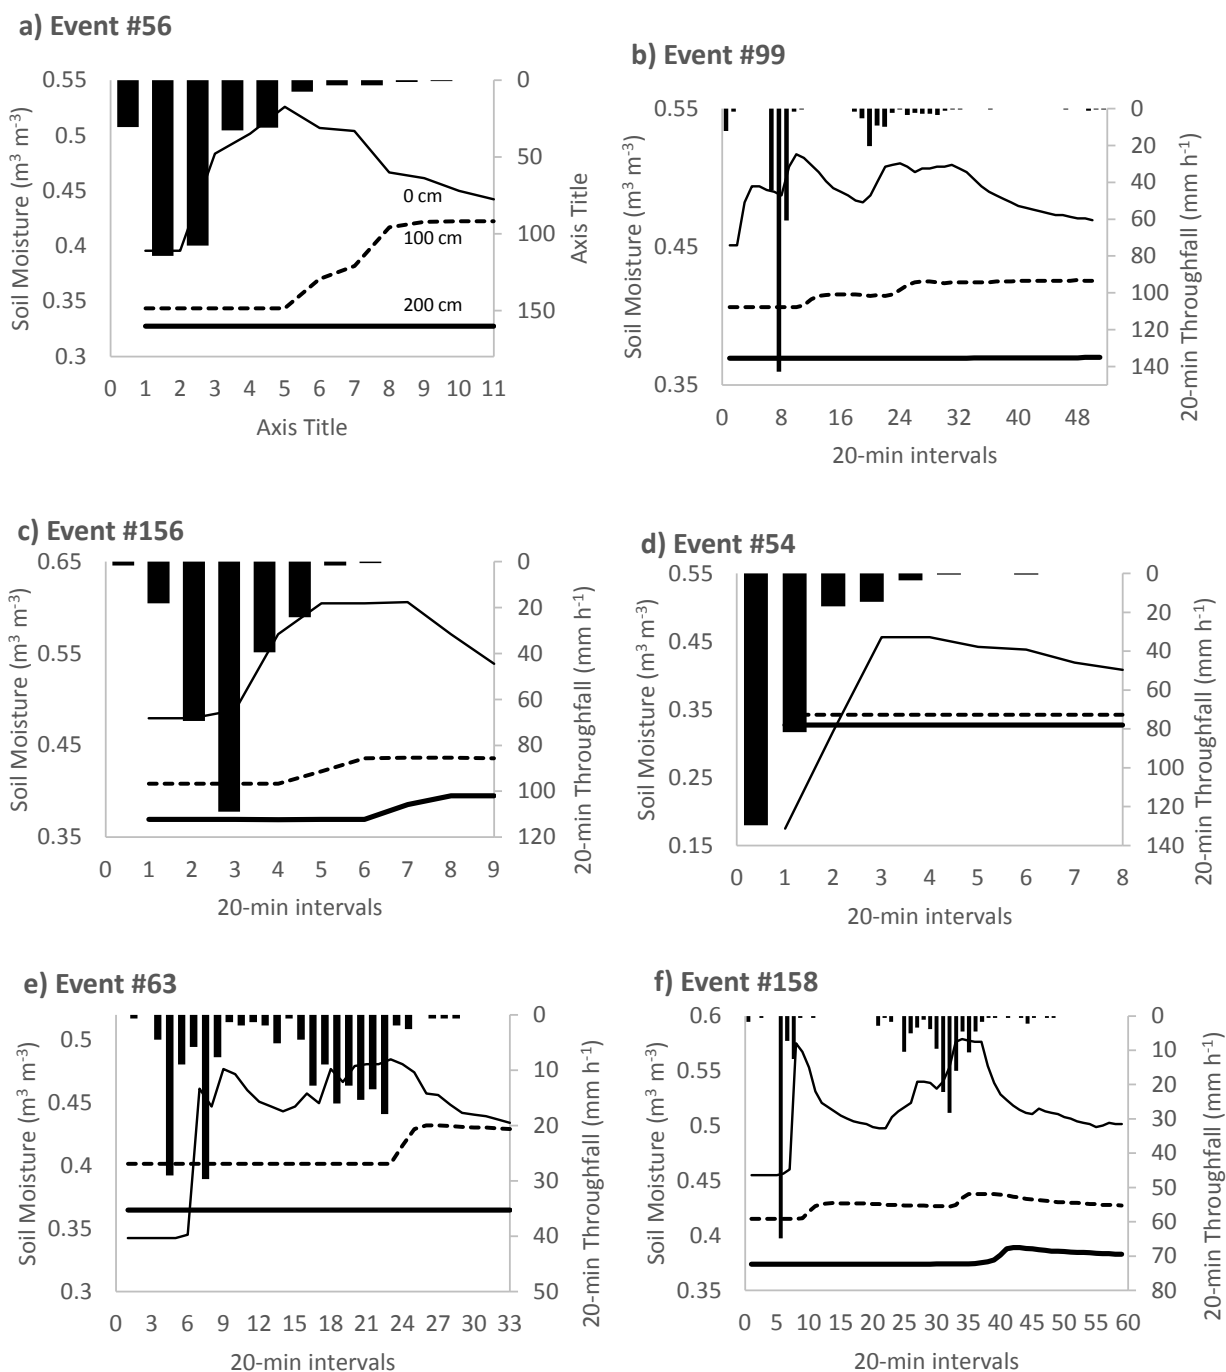 a) Event #56
0.55
0.5
0.45
0.4
0.35
0.3
Soil Moisture (m³ m⁻³)
0
50
100
150
Axis Title
0 cm
100 cm
200 cm
0 1 2 3 4 5 6 7 8 9 10 11
Axis Title
b) Event #99
0.55
0.45
0.35
Soil Moisture (m³ m⁻³)
0
20
40
60
80
100
120
140
20-min Throughfall (mm h⁻¹)
0 8 16 24 32 40 48
20-min intervals
c) Event #156
0.65
0.55
0.45
0.35
Soil Moisture (m³ m⁻³)
0
20
40
60
80
100
120
20-min Throughfall (mm h⁻¹)
0 1 2 3 4 5 6 7 8 9
20-min intervals
d) Event #54
0.55
0.45
0.35
0.25
0.15
Soil Moisture (m³ m⁻³)
0
20
40
60
80
100
120
140
20-min Throughfall (mm h⁻¹)
0 1 2 3 4 5 6 7 8
20-min intervals
e) Event #63
0.5
0.45
0.4
0.35
0.3
Soil Moisture (m³ m⁻³)
0
10
20
30
40
50
20-min Throughfall (mm h⁻¹)
0 3 6 9 12 15 18 21 24 27 30 33
20-min intervals
f) Event #158
0.6
0.55
0.5
0.45
0.4
0.35
Soil Moisture (m³ m⁻³)
0
10
20
30
40
50
60
70
80
20-min Throughfall (mm h⁻¹)
0 5 10 15 20 25 30 35 40 45 50 55 60
20-min intervals